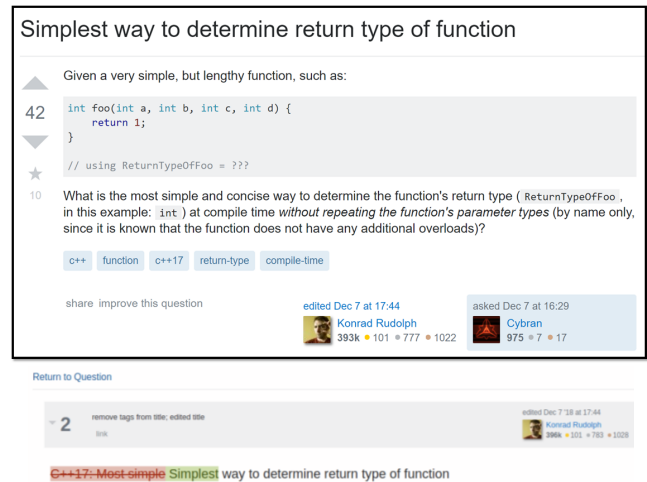 Simplest way to determine return type of function
Given a very simple, but lengthy function, such as:
42
int foo(int a, int b, int c, int d) {
    return 1;
}
// using ReturnTypeOfFoo = ???
10
What is the most simple and concise way to determine the function's return type ( ReturnTypeOfFoo ,
in this example: int ) at compile time without repeating the function's parameter types (by name only,
since it is known that the function does not have any additional overloads)?
c++ function c++17 return-type compile-time
share improve this question
edited Dec 7 at 17:44
Konrad Rudolph
393k 101 777 1022
asked Dec 7 at 16:29
Cybran
975 7 17
Return to Question
2
remove tags from title; edited title
link
edited Dec 7 '18 at 17:44
Konrad Rudolph
396k 101 783 1028
C++17: Most simple Simplest way to determine return type of function